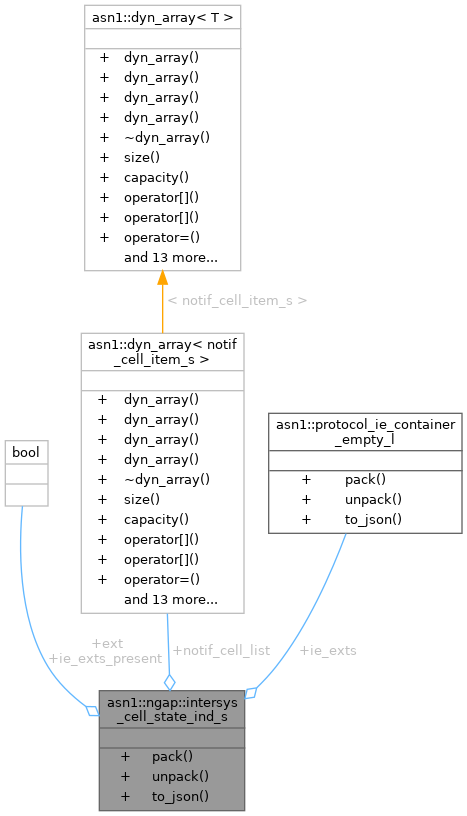 asn1::dyn_array< T >
+ dyn_array()
+ dyn_array()
+ dyn_array()
+ dyn_array()
+ ~dyn_array()
+ size()
+ capacity()
+ operator[]()
+ operator[]()
+ operator=()
and 13 more...
< notif_cell_item_s >
asn1::dyn_array< notif
_cell_item_s >
+ dyn_array()
+ dyn_array()
+ dyn_array()
+ dyn_array()
+ ~dyn_array()
+ size()
+ capacity()
+ operator[]()
+ operator[]()
+ operator=()
and 13 more...
bool
asn1::protocol_ie_container
_empty_l
+ pack()
+ unpack()
+ to_json()
+ext
+ie_exts_present
+notif_cell_list
+ie_exts
asn1::ngap::intersys
_cell_state_ind_s
+ pack()
+ unpack()
+ to_json()